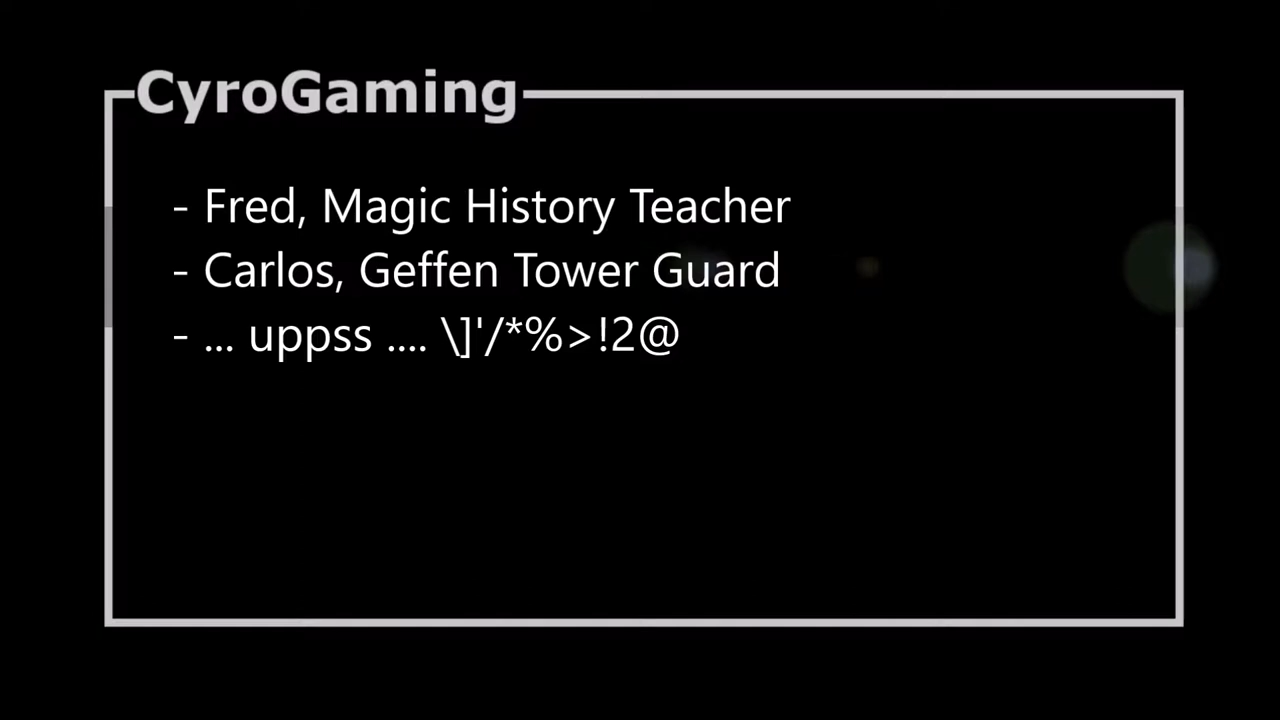 CyroGaming
- Fred, Magic History Teacher
- Carlos, Geffen Tower Guard
- ... uppss .... \]'/*%>!2@